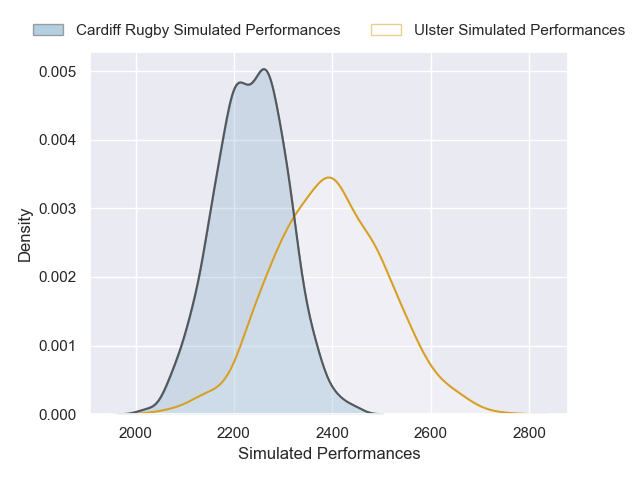 Cardiff Rugby Simulated Performances Ulster Simulated Performances
0.005
0.004
0.003
0.002
0.001
0.000
Density
2000 2200 2400 2600 2800
Simulated Performances